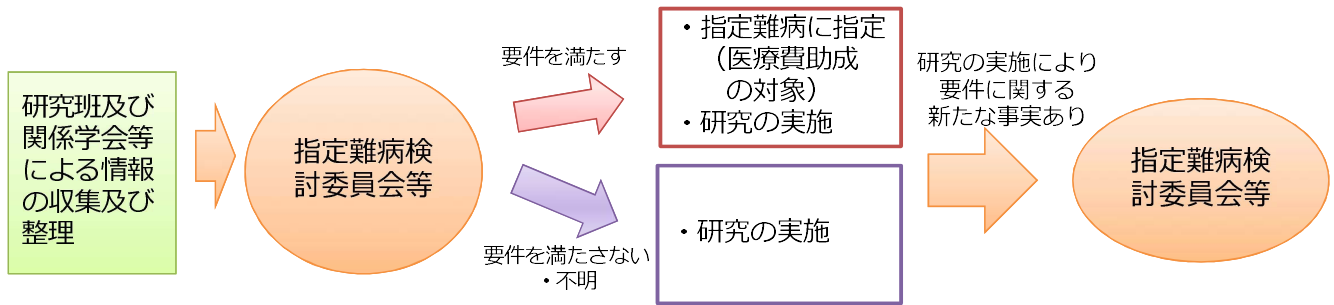 研究班及び
関係学会等
による情報
の収集及び
整理
指定難病検
討委員会等
要件を満たす
要件を満たさない
・不明
・指定難病に指定
（医療費助成
の対象）
・研究の実施
・研究の実施
研究の実施により
要件に関する
新たな事実あり
指定難病検
討委員会等